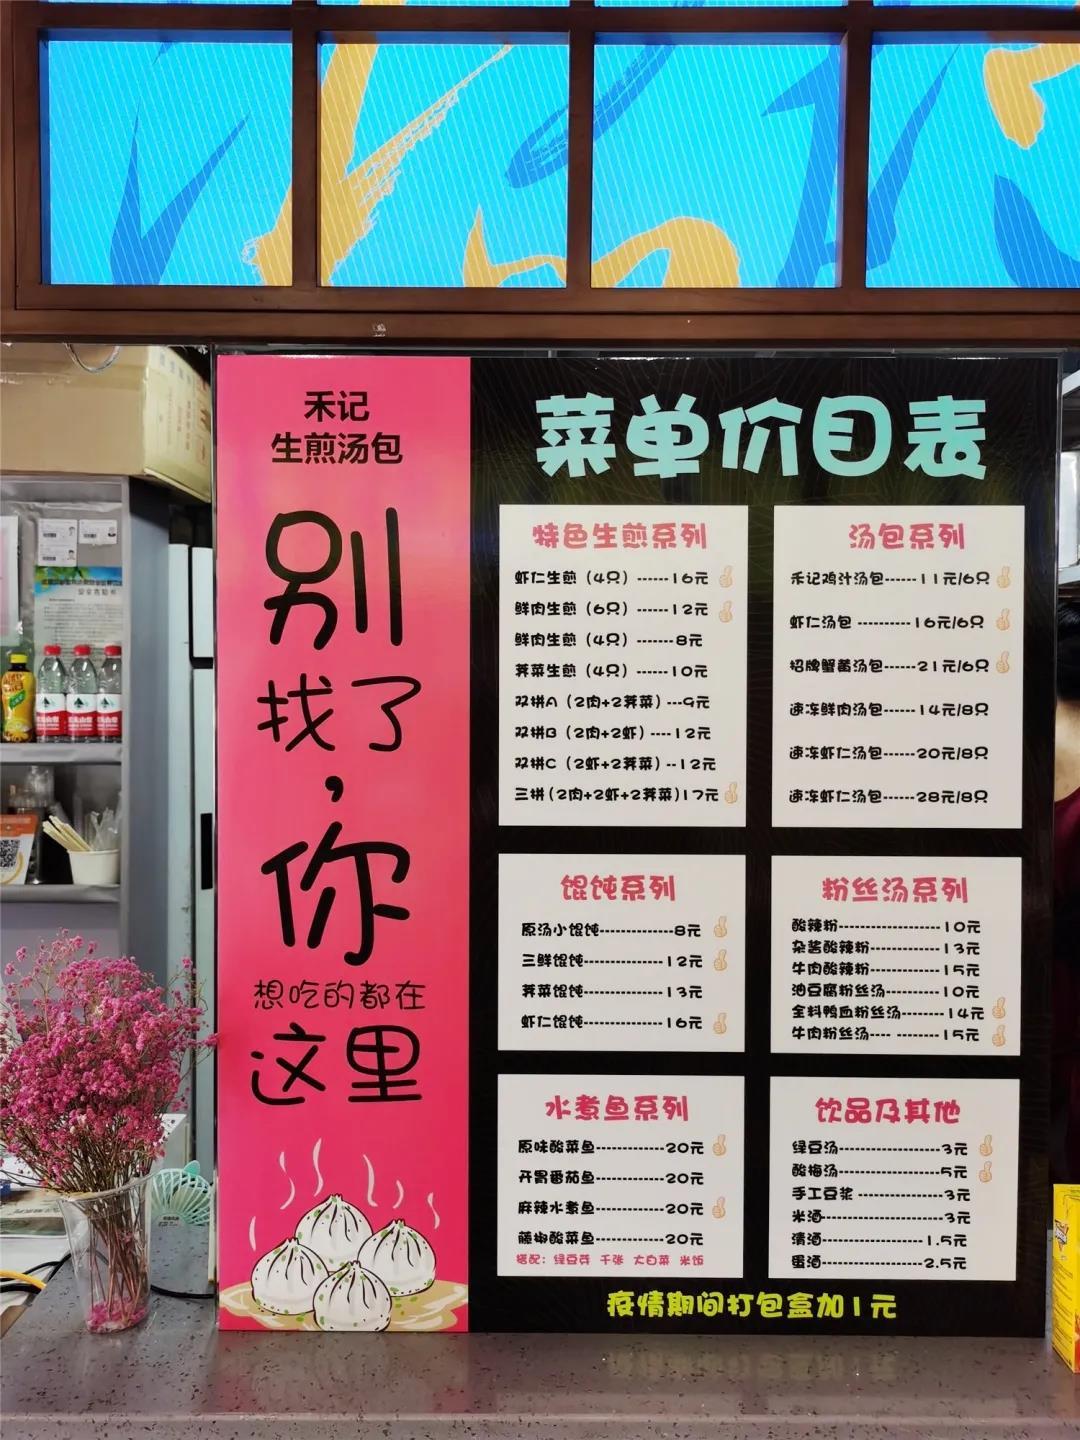 禾记
生煎汤包
别
找了
，
你
想吃的都在
这里
菜单价目表
特色生煎系列
虾仁生煎（4只）------16元
鲜肉生煎（6只）-----12元
鲜肉生煎（4只）-------8元
荠菜生煎（4只）----10元
双拼A（2肉+2荠菜）---9元
双拼B（2肉+2虾）----12元
双拼C（2虾+2荠菜）--12元
三拼(2肉+2虾+2荠菜)17元
汤包系列
禾记鸡汁汤包------11元/6只
虾仁汤包 ----------16元/6只
招牌蟹黄汤包------21元/6只
速冻鲜肉汤包------14元/8只
速冻虾仁汤包------20元/8只
速冻虾仁汤包------28元/8只
馄饨系列
原汤小馄饨--------------8元
三鲜馄饨---------------12元
荠菜馄饨---------------13元
虾仁馄饨---------------16元
粉丝汤系列
酸辣粉-------------------10元
杂酱酸辣粉-------------13元
牛肉酸辣粉-------------15元
油豆腐粉丝汤----------10元
全料鸭血粉丝汤--------14元
牛肉粉丝汤---- --------15元
水煮鱼系列
原味酸菜鱼-------------20元
开胃番茄鱼-------------20元
麻辣水煮鱼-------------20元
藤椒酸菜鱼-------------20元
搭配：绿豆芽 千张 大白菜 米饭
饮品及其他
绿豆汤-------------------3元
酸梅汤-------------------5元
手工豆浆 ----------------3元
米酒----------------------3元
清酒-------------------1.5元
蛋酒-------------------2.5元
疫情期间打包盒加1元